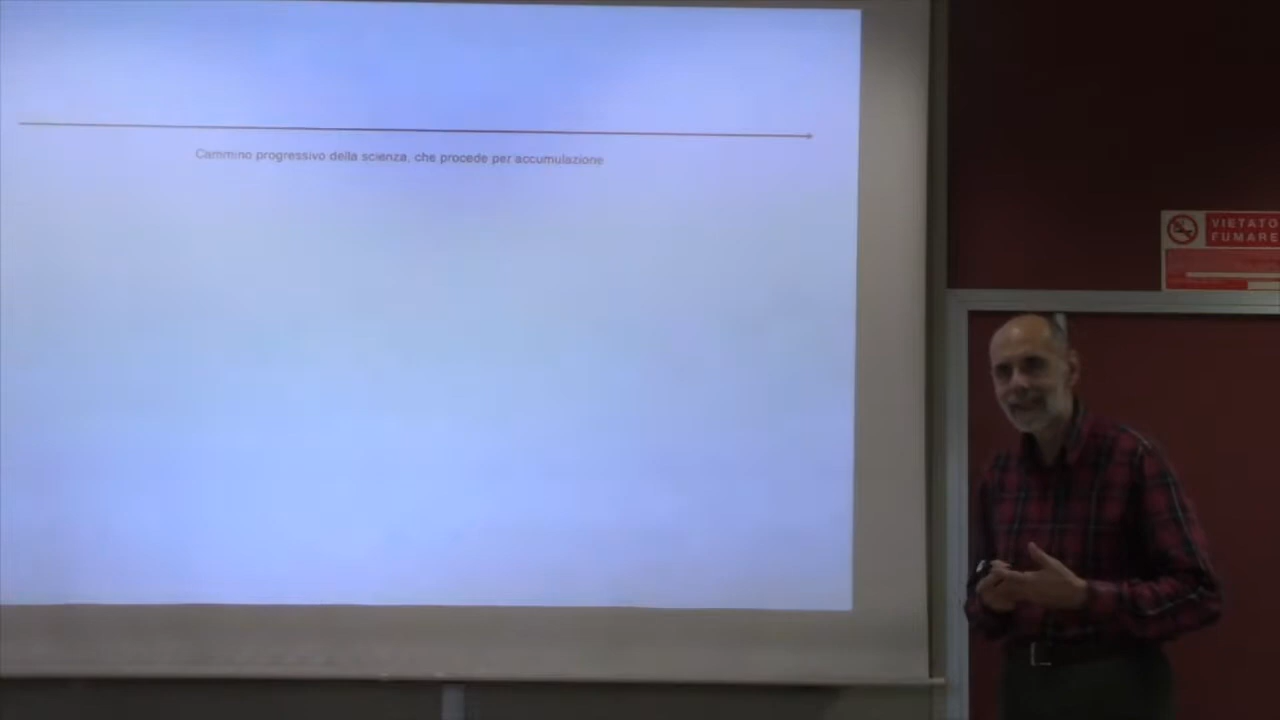 Cammino progressivo della scienza, che procede per accumulazione
VIETATO
FUMARE